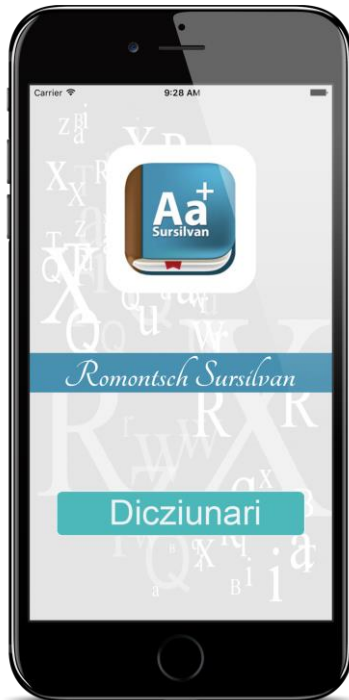 Carrier 9:28 AM
Aa+
Sursilvan
Romontsch Sursilvan
Dicziunari